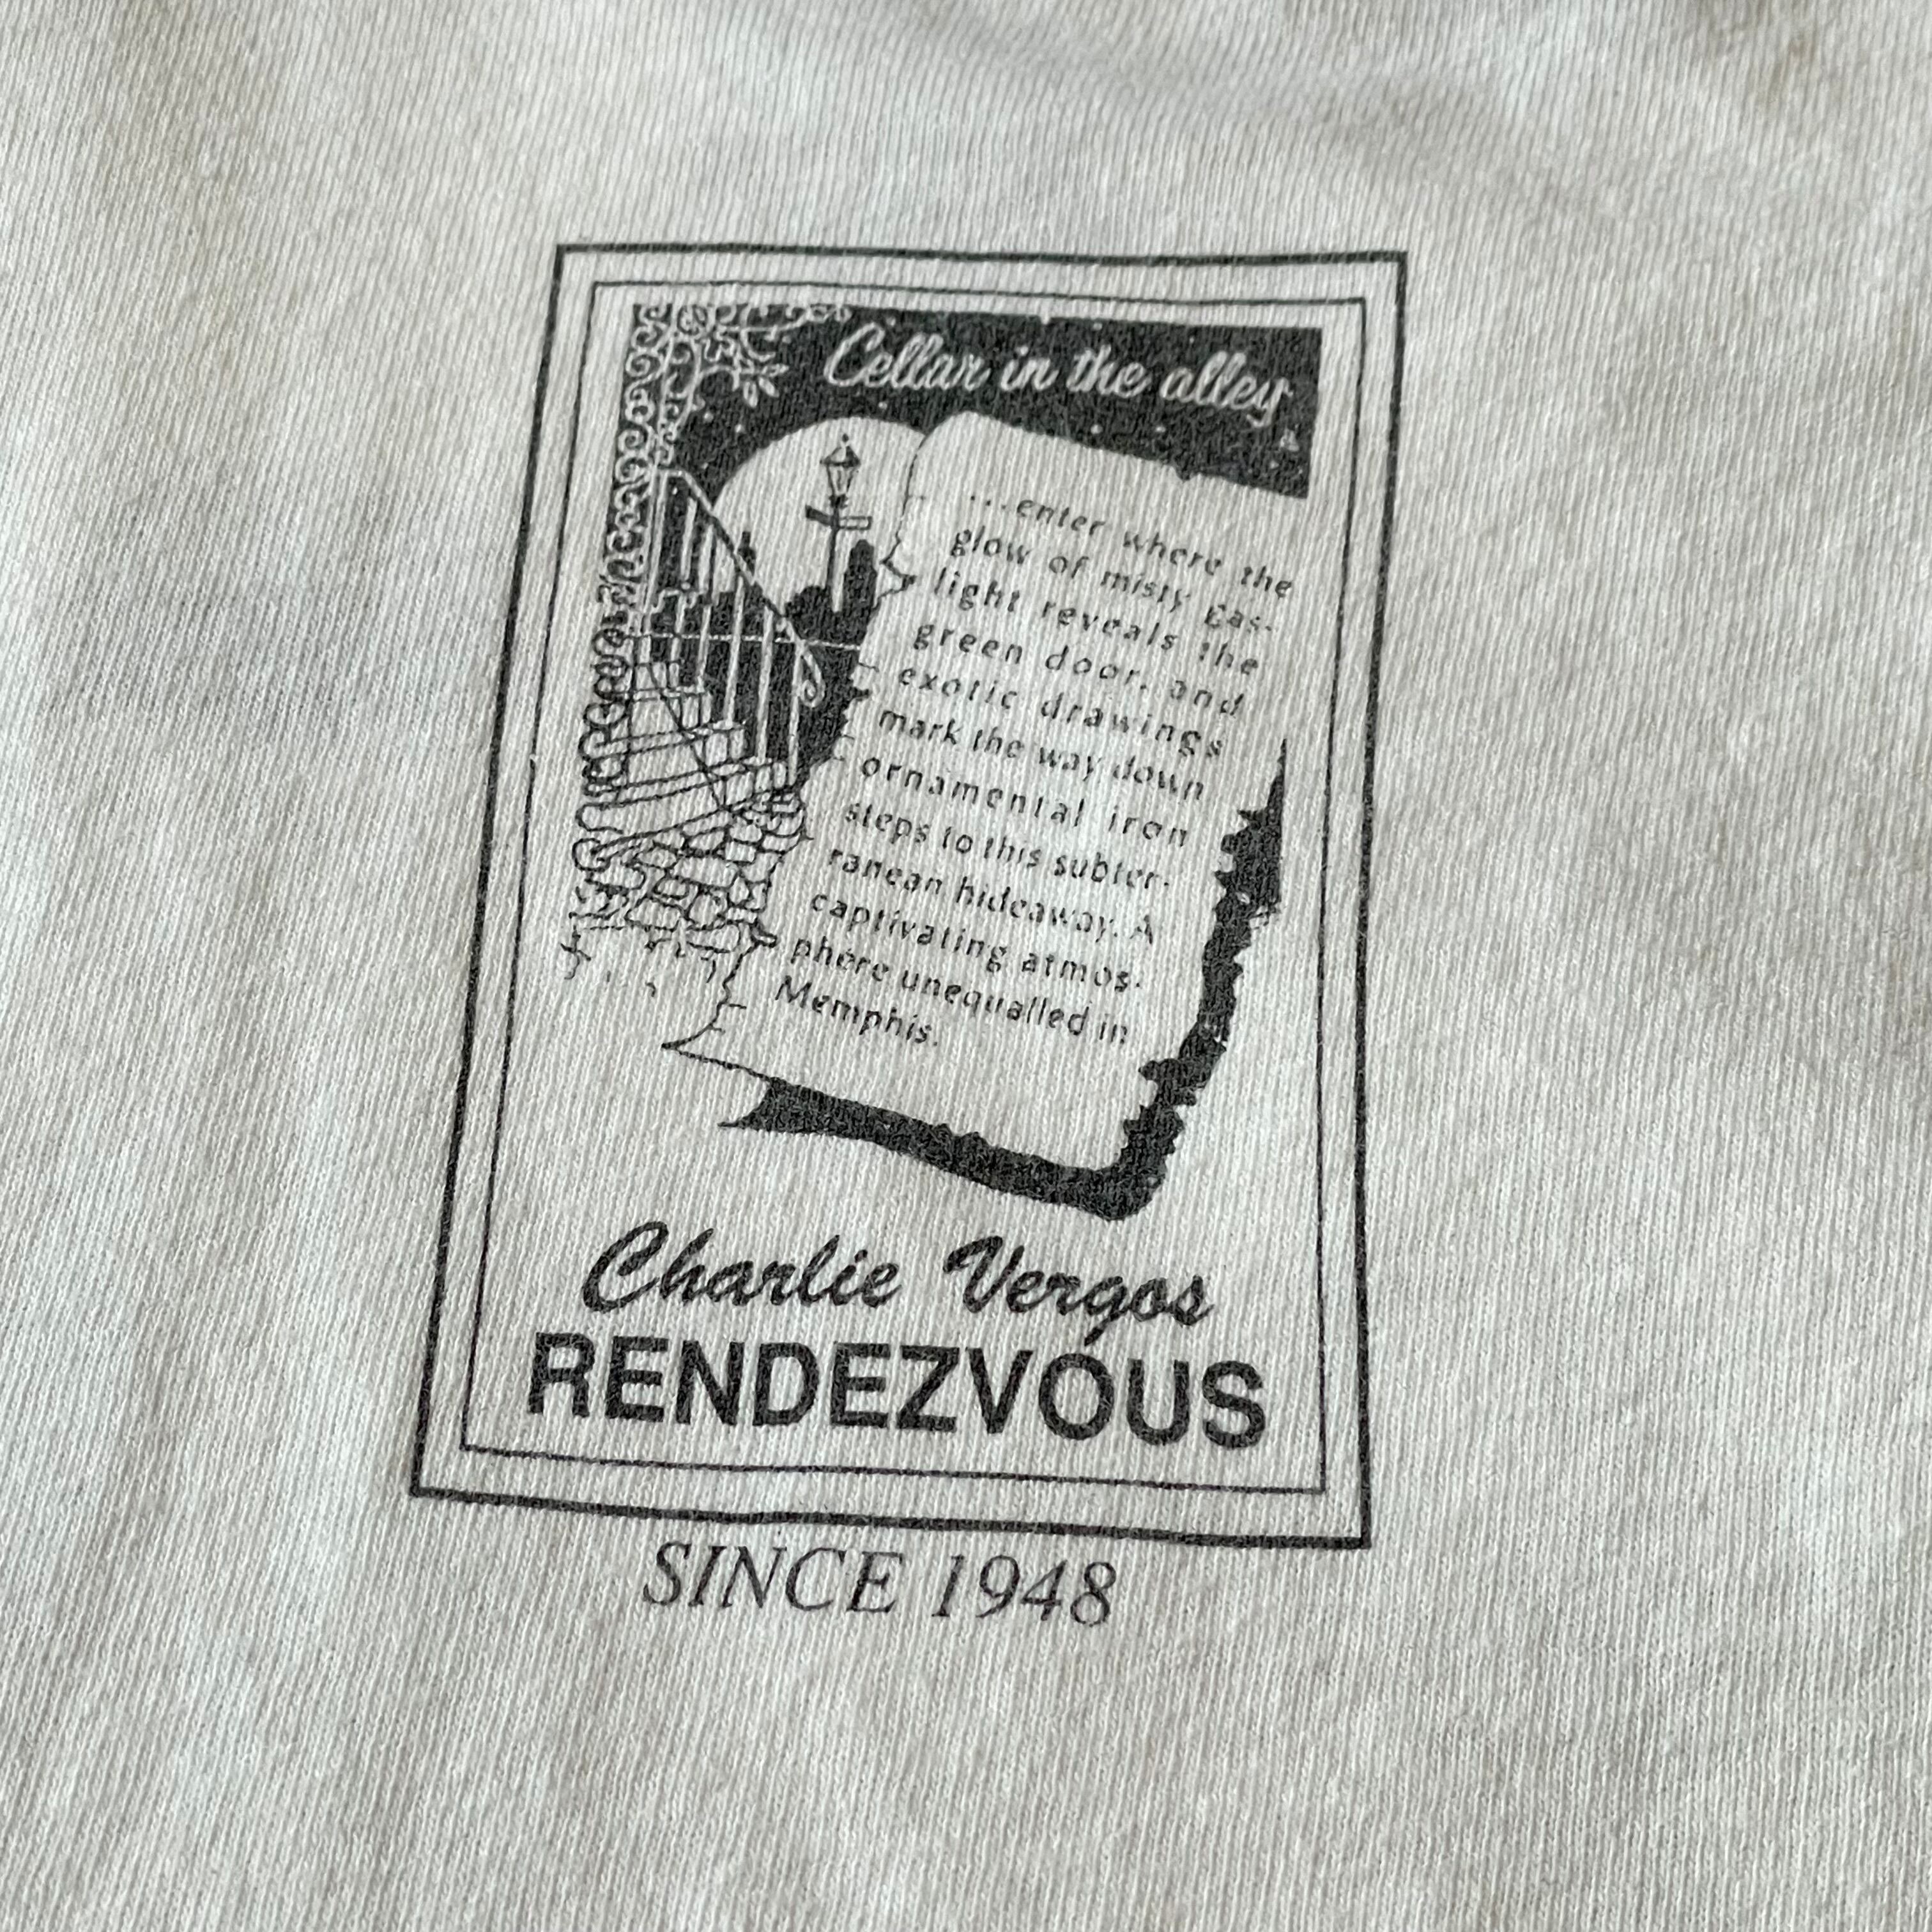 Cellar in the alley
...enter where the
glow of misty gas-
light reveals the
green door, and
exotic drawings
mark the way down
ornamental iron
steps to this subter-
ranean hideaway. A
captivating atmos-
phere unequalled in
Memphis.
Charlie Vergos
RENDEZVOUS
SINCE 1948